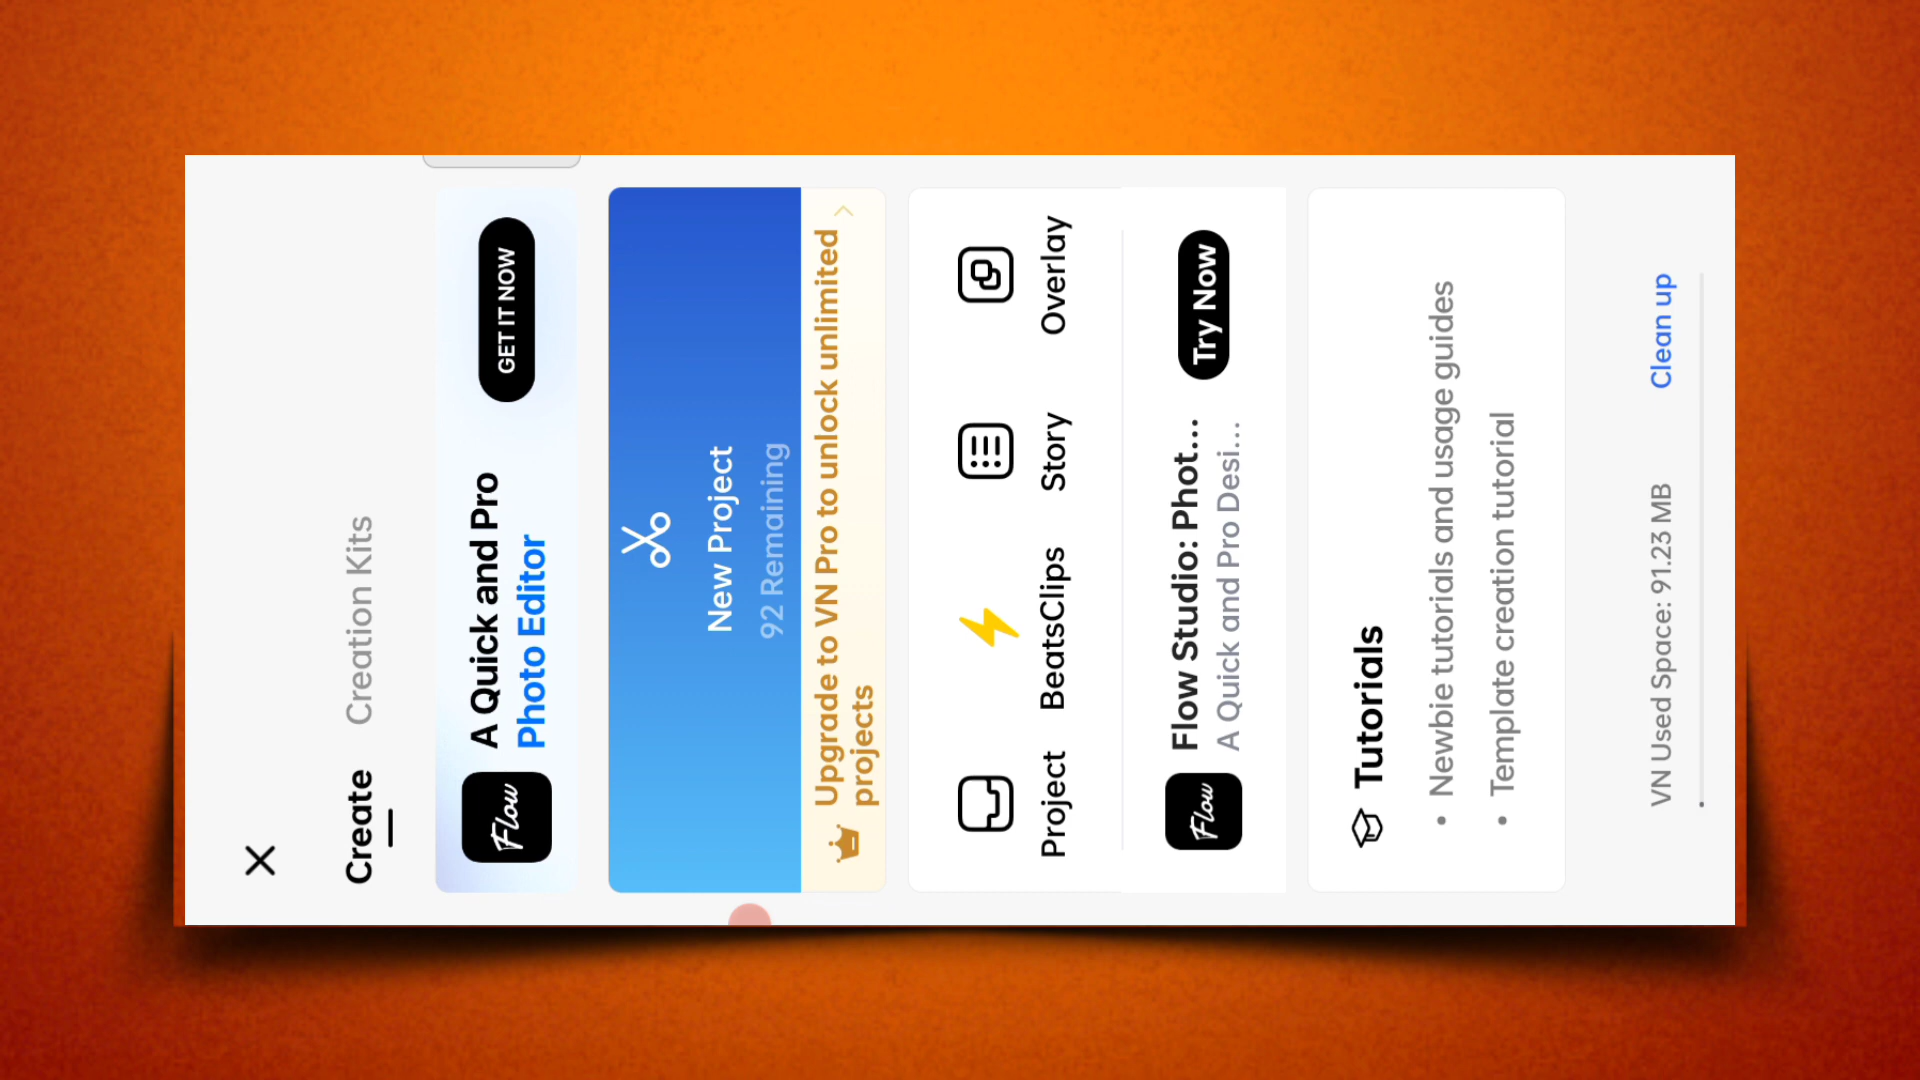 Create Creation Kits
Flow
A Quick and Pro
Photo Editor
GET IT NOW
New Project
92 Remaining
Upgrade to VN Pro to unlock unlimited
projects
Project BeatsClips Story Overlay
Flow
Flow Studio: Phot...
A Quick and Pro Desi...
Try Now
Tutorials
• Newbie tutorials and usage guides
• Template creation tutorial
VN Used Space: 91.23 MB Clean up